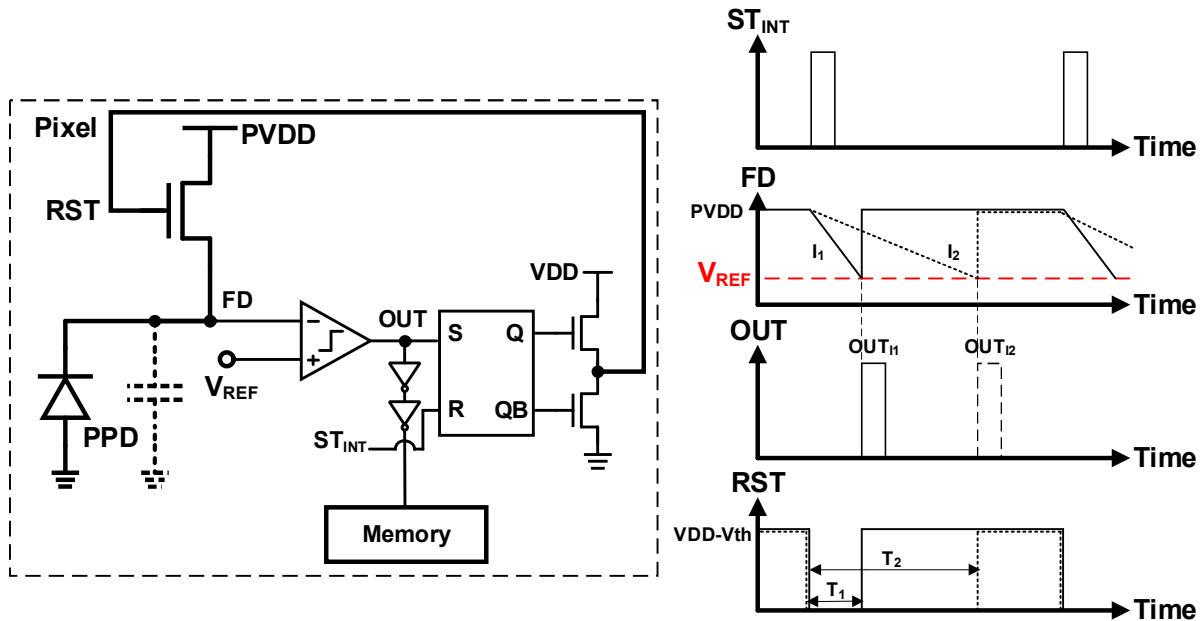 Pixel
PVDD
RST
FD
VDD
OUT
S
Q
V_REF
R
QB
PPD
ST_INT
Memory
ST_INT
Time
FD
PVDD
I_1
I_2
V_REF
Time
OUT
OUT_I1
OUT_I2
Time
RST
VDD-Vth
T_2
T_1
Time